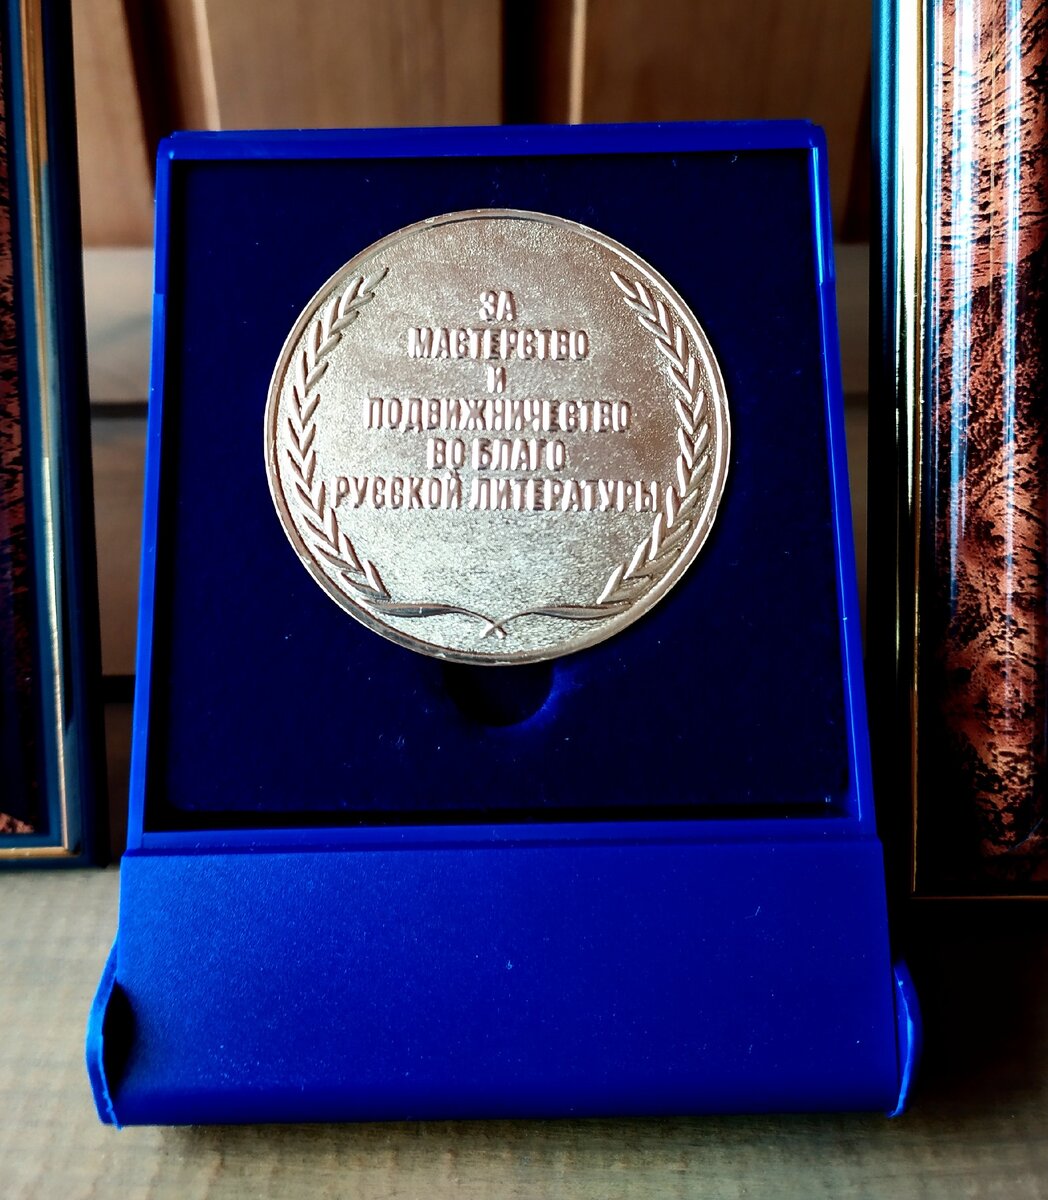 ЗА
МАСТЕРСТВО
И
ПОДВИЖНИЧЕСТВО
ВО БЛАГО
РУССКОЙ ЛИТЕРАТУРЫ